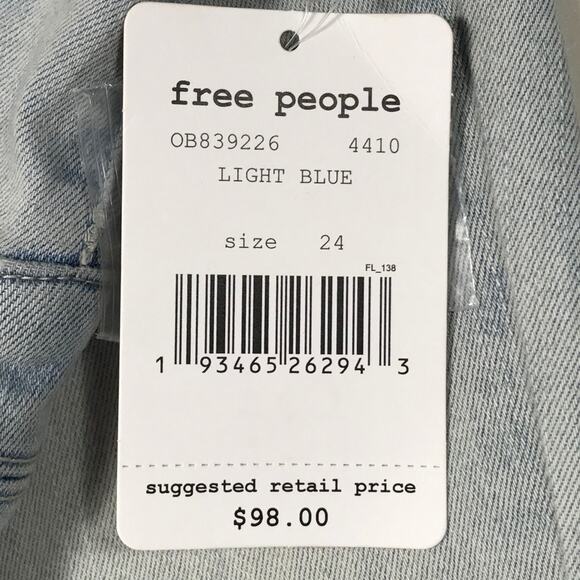 free people
OB839226 4410
LIGHT BLUE
size 24
FL_138
1 93465 26294 3
suggested retail price
$98.00